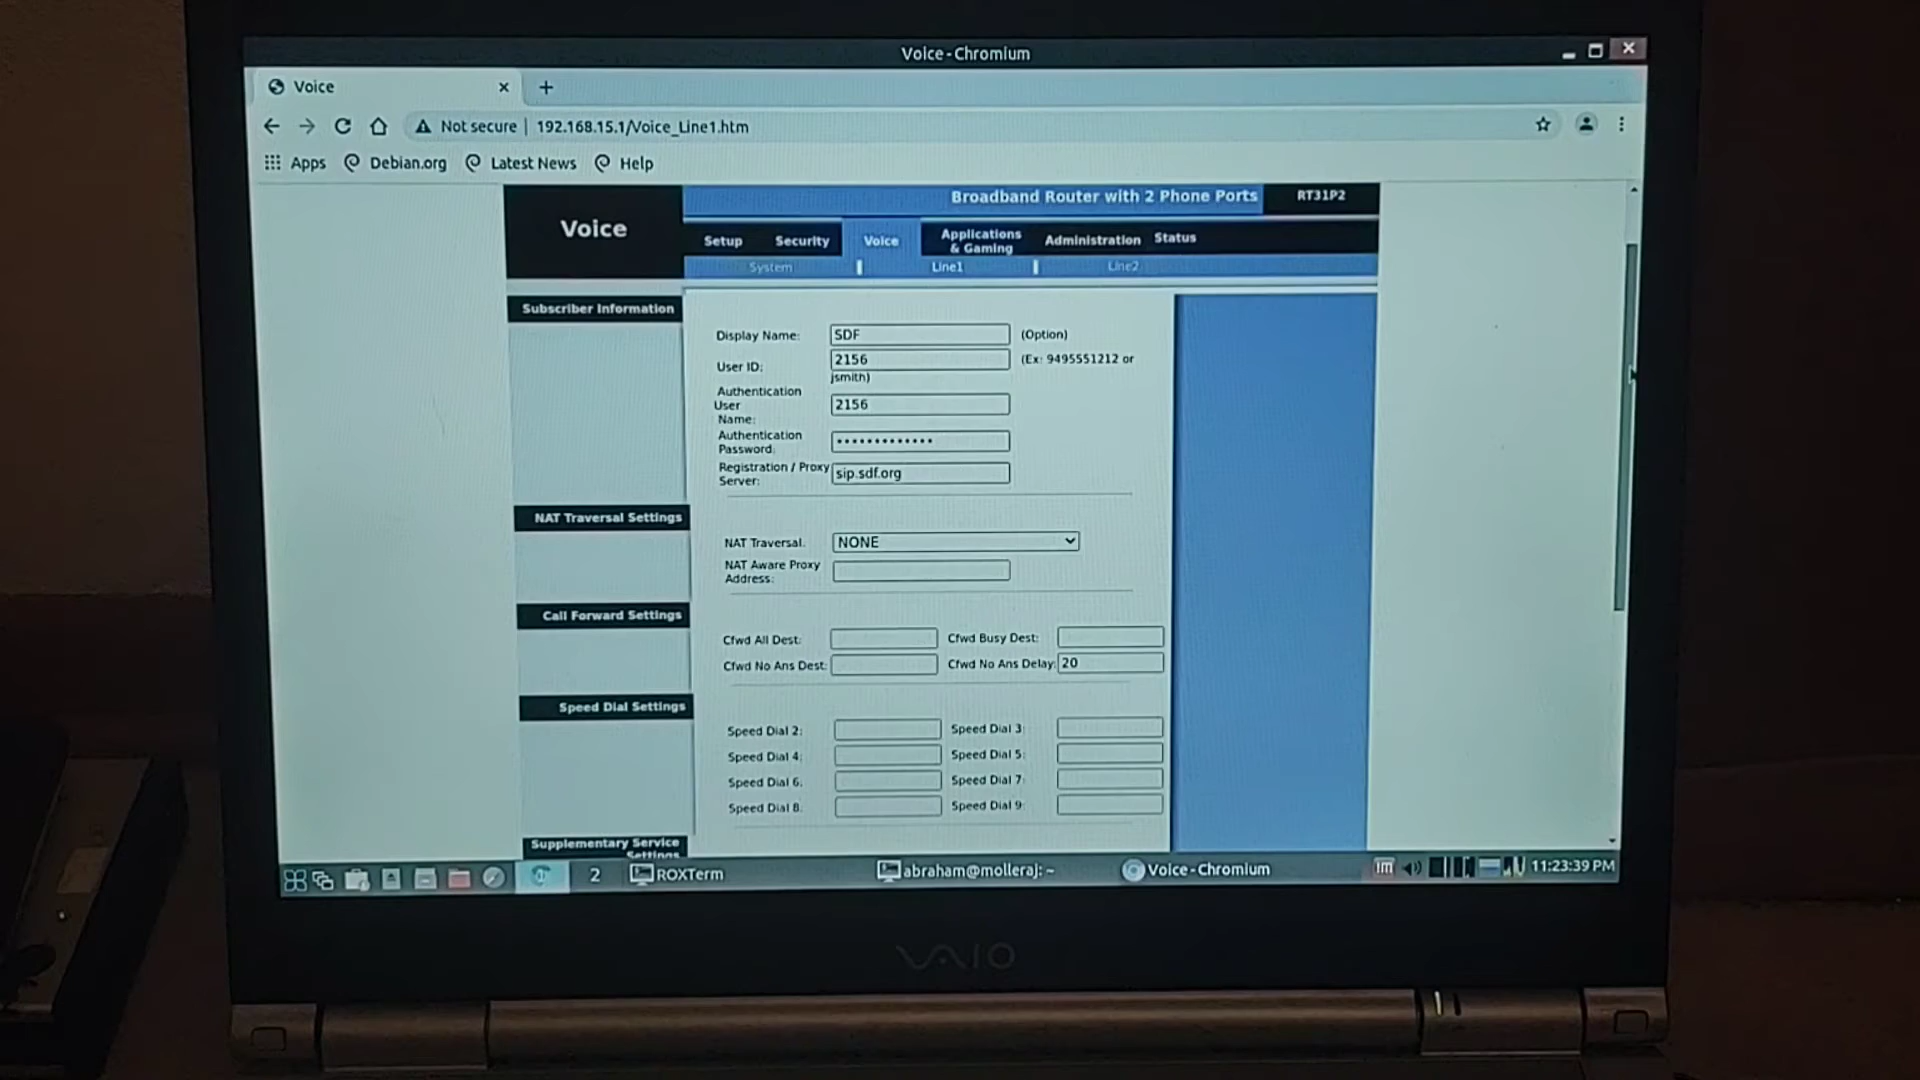 Voice - Chromium
Voice
Not secure | 192.168.15.1/Voice_Line1.htm
Apps Debian.org Latest News Help
Broadband Router with 2 Phone Ports RT31P2
Voice
Setup Security Voice Applications & Gaming Administration Status
System Line1 Line2
Subscriber Information
Display Name: SDF (Option)
User ID: 2156 (Ex: 9495551212 or
jsmith)
Authentication
User
Name: 2156
Authentication
Password: •••••••••••••
Registration / Proxy
Server: sip.sdf.org
NAT Traversal Settings
NAT Traversal: NONE
NAT Aware Proxy
Address:
Call Forward Settings
Cfwd All Dest: Cfwd Busy Dest:
Cfwd No Ans Dest: Cfwd No Ans Delay: 20
Speed Dial Settings
Speed Dial 2: Speed Dial 3:
Speed Dial 4: Speed Dial 5:
Speed Dial 6: Speed Dial 7:
Speed Dial 8: Speed Dial 9:
Supplementary Service
Settings
2 ROXTerm abraham@molleraj: ~ Voice - Chromium 11:23:39 PM
VAIO